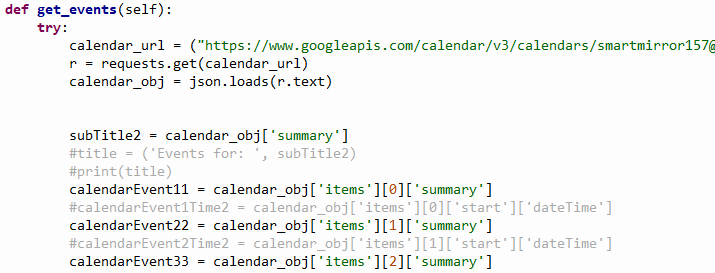 def get_events(self):
try:
calendar_url = ("https://www.googleapis.com/calendar/v3/calendars/smartmirror157@
r = requests.get(calendar_url)
calendar_obj = json.loads(r.text)
subTitle2 = calendar_obj['summary']
#title = ('Events for: ', subTitle2)
#print(title)
calendarEvent11 = calendar_obj['items'][0]['summary']
#calendarEvent1Time2 = calendar_obj['items'][0]['start']['dateTime']
calendarEvent22 = calendar_obj['items'][1]['summary']
#calendarEvent2Time2 = calendar_obj['items'][1]['start']['dateTime']
calendarEvent33 = calendar_obj['items'][2]['summary']